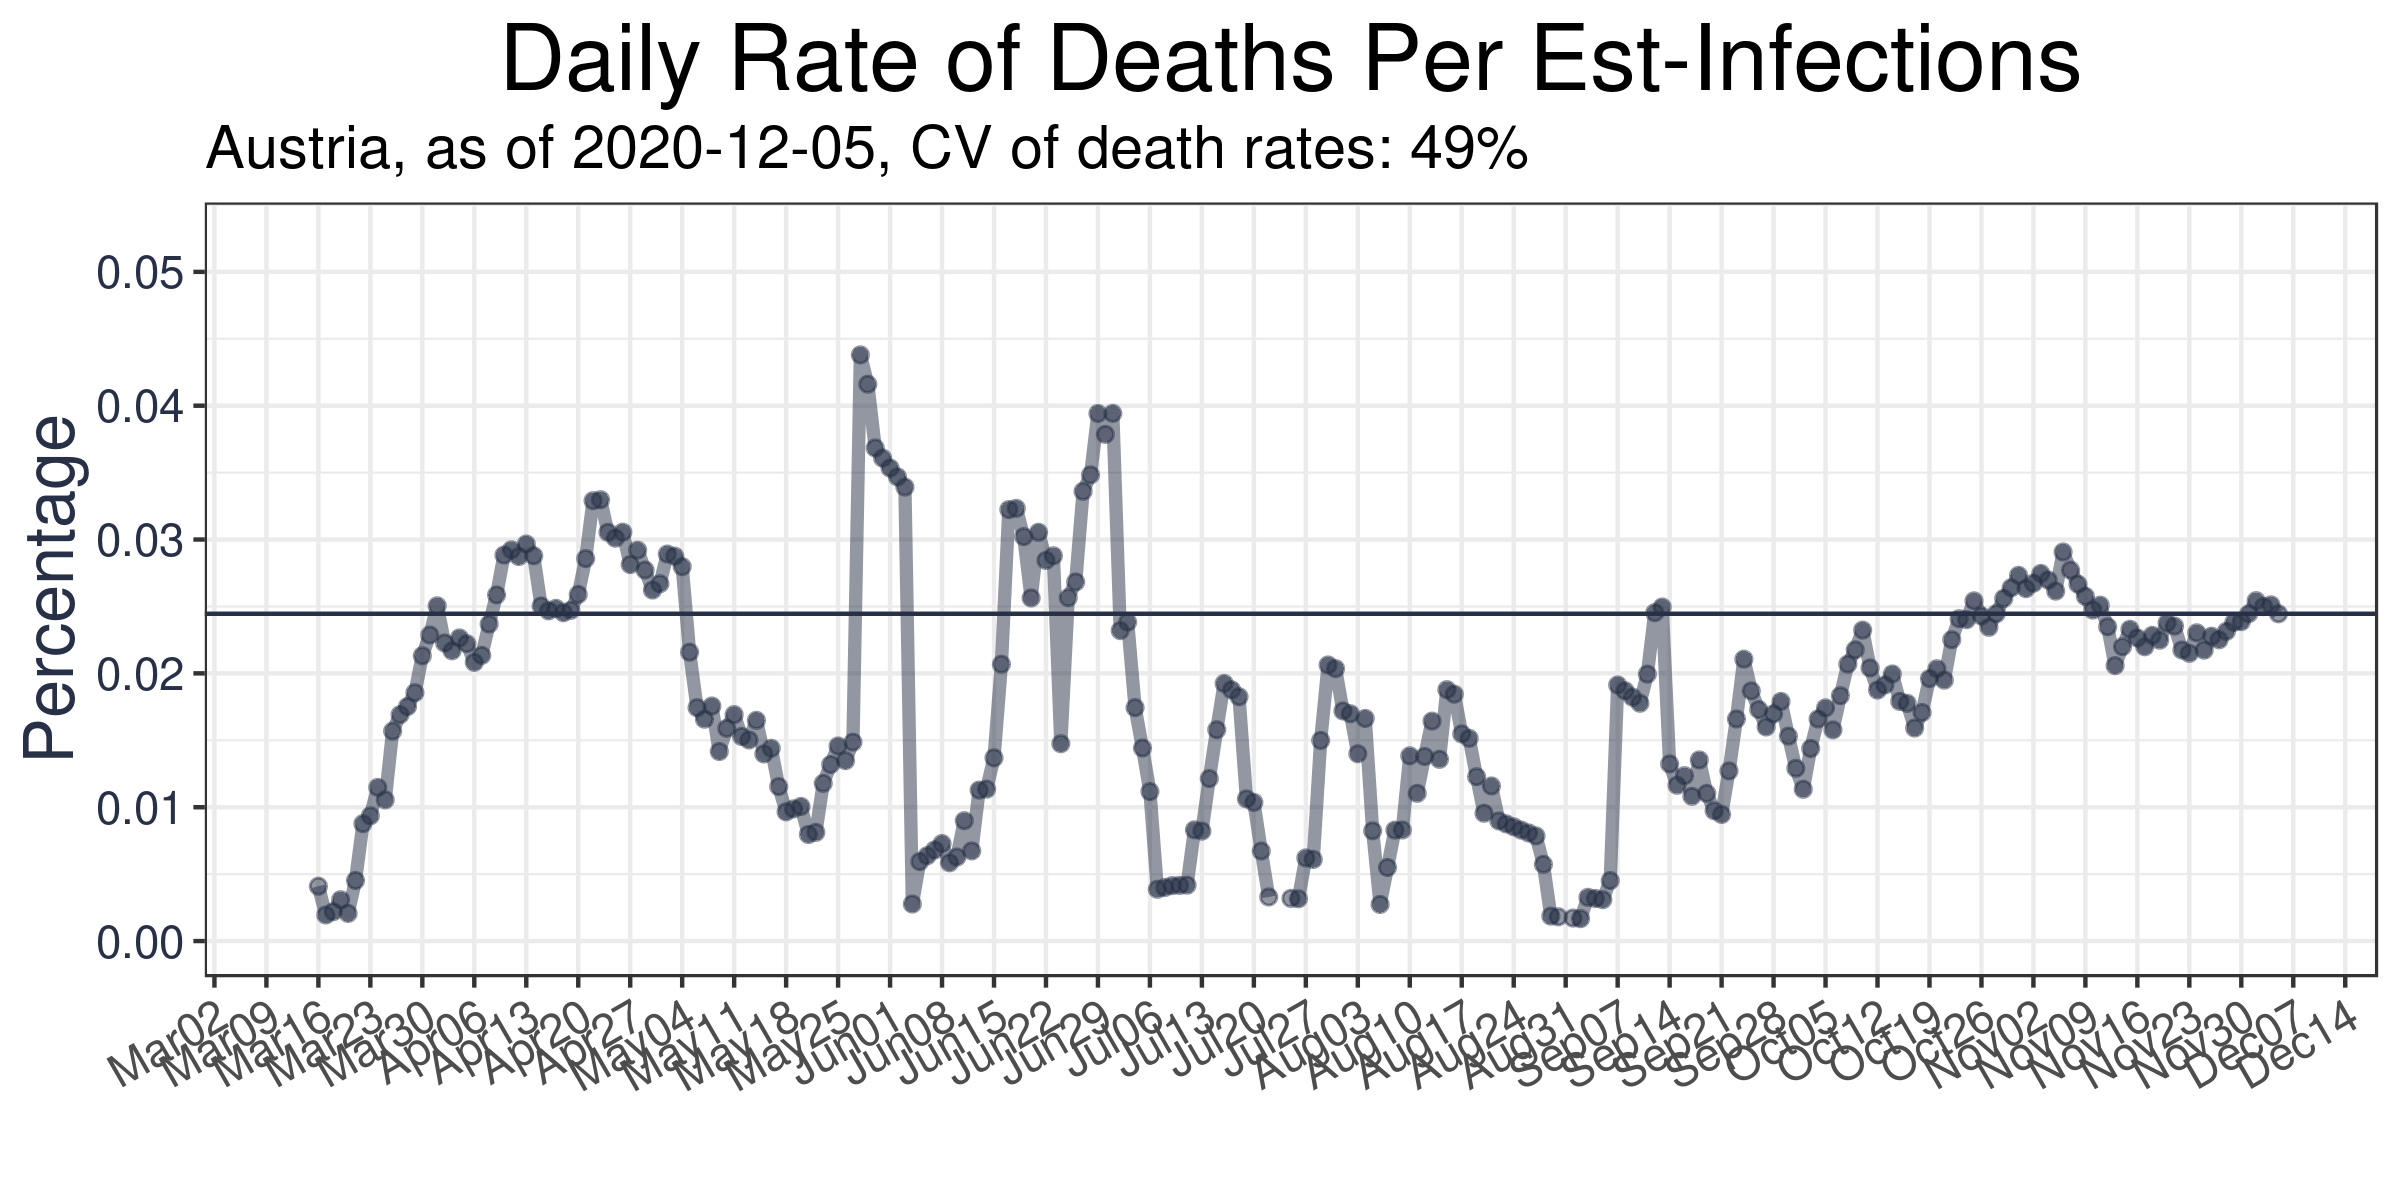 Daily Rate of Deaths Per Est-Infections
Austria, as of 2020-12-05, CV of death rates: 49%
Percentage
0.05
0.04
0.03
0.02
0.01
0.00
Mar02 Mar09 Mar16 Mar23 Mar30 Apr06 Apr13 Apr20 Apr27 May04 May11 May18 May25 Jun01 Jun08 Jun15 Jun22 Jun29 Jul06 Jul13 Jul20 Jul27 Aug03 Aug10 Aug17 Aug24 Aug31 Sep07 Sep14 Sep21 Sep28 Oct05 Oct12 Oct19 Oct26 Nov02 Nov09 Nov16 Nov23 Nov30 Dec07 Dec14